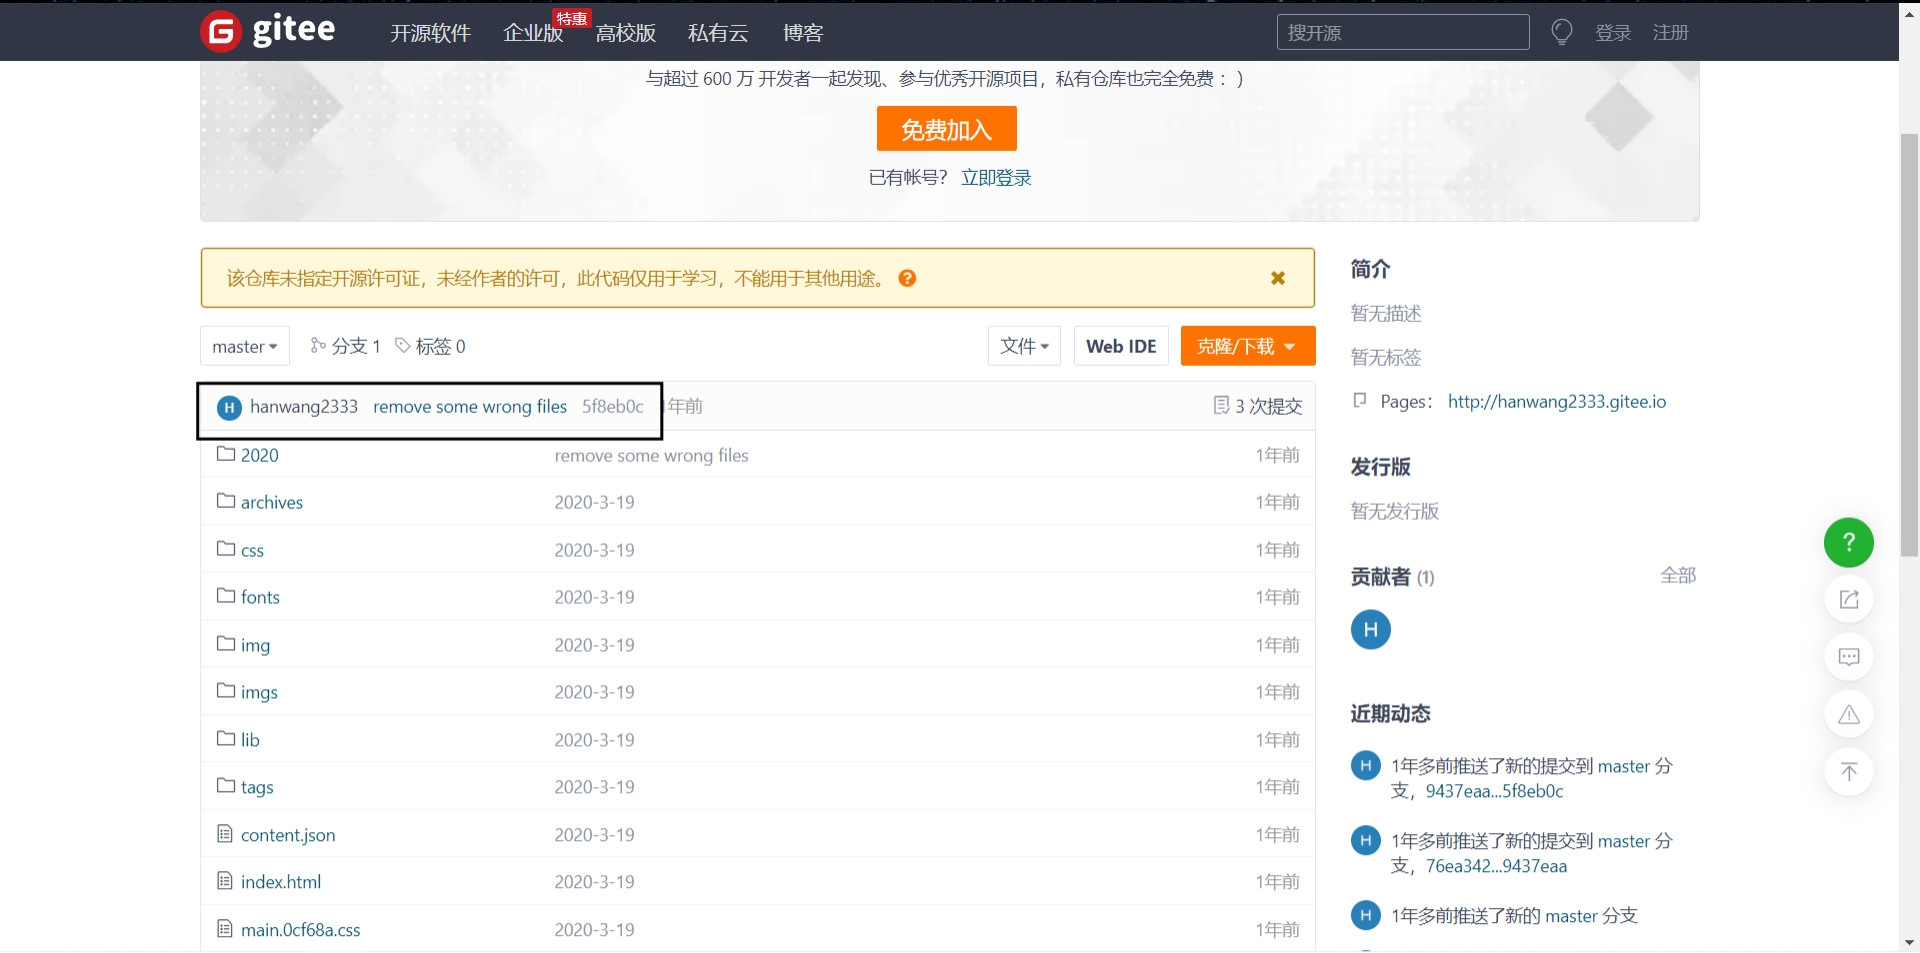 gitee 开源软件 企业版 特惠 高校版 私有云 博客 搜开源 登录 注册
与超过 600 万 开发者一起发现、参与优秀开源项目，私有仓库也完全免费 ：）
免费加入
已有帐号？ 立即登录
该仓库未指定开源许可证，未经作者的许可，此代码仅用于学习，不能用于其他用途。 ?
master 分支 1 标签 0 文件 Web IDE 克隆/下载
H hanwang2333 remove some wrong files 5f8eb0c 1年前 3 次提交
2020 remove some wrong files 1年前
archives 2020-3-19 1年前
css 2020-3-19 1年前
fonts 2020-3-19 1年前
img 2020-3-19 1年前
imgs 2020-3-19 1年前
lib 2020-3-19 1年前
tags 2020-3-19 1年前
content.json 2020-3-19 1年前
index.html 2020-3-19 1年前
main.0cf68a.css 2020-3-19 1年前
简介
暂无描述
暂无标签
Pages： http://hanwang2333.gitee.io
发行版
暂无发行版
贡献者 (1) 全部
H
近期动态
H 1年多前推送了新的提交到 master 分
支，9437eaa...5f8eb0c
H 1年多前推送了新的提交到 master 分
支，76ea342...9437eaa
H 1年多前推送了新的 master 分支
?